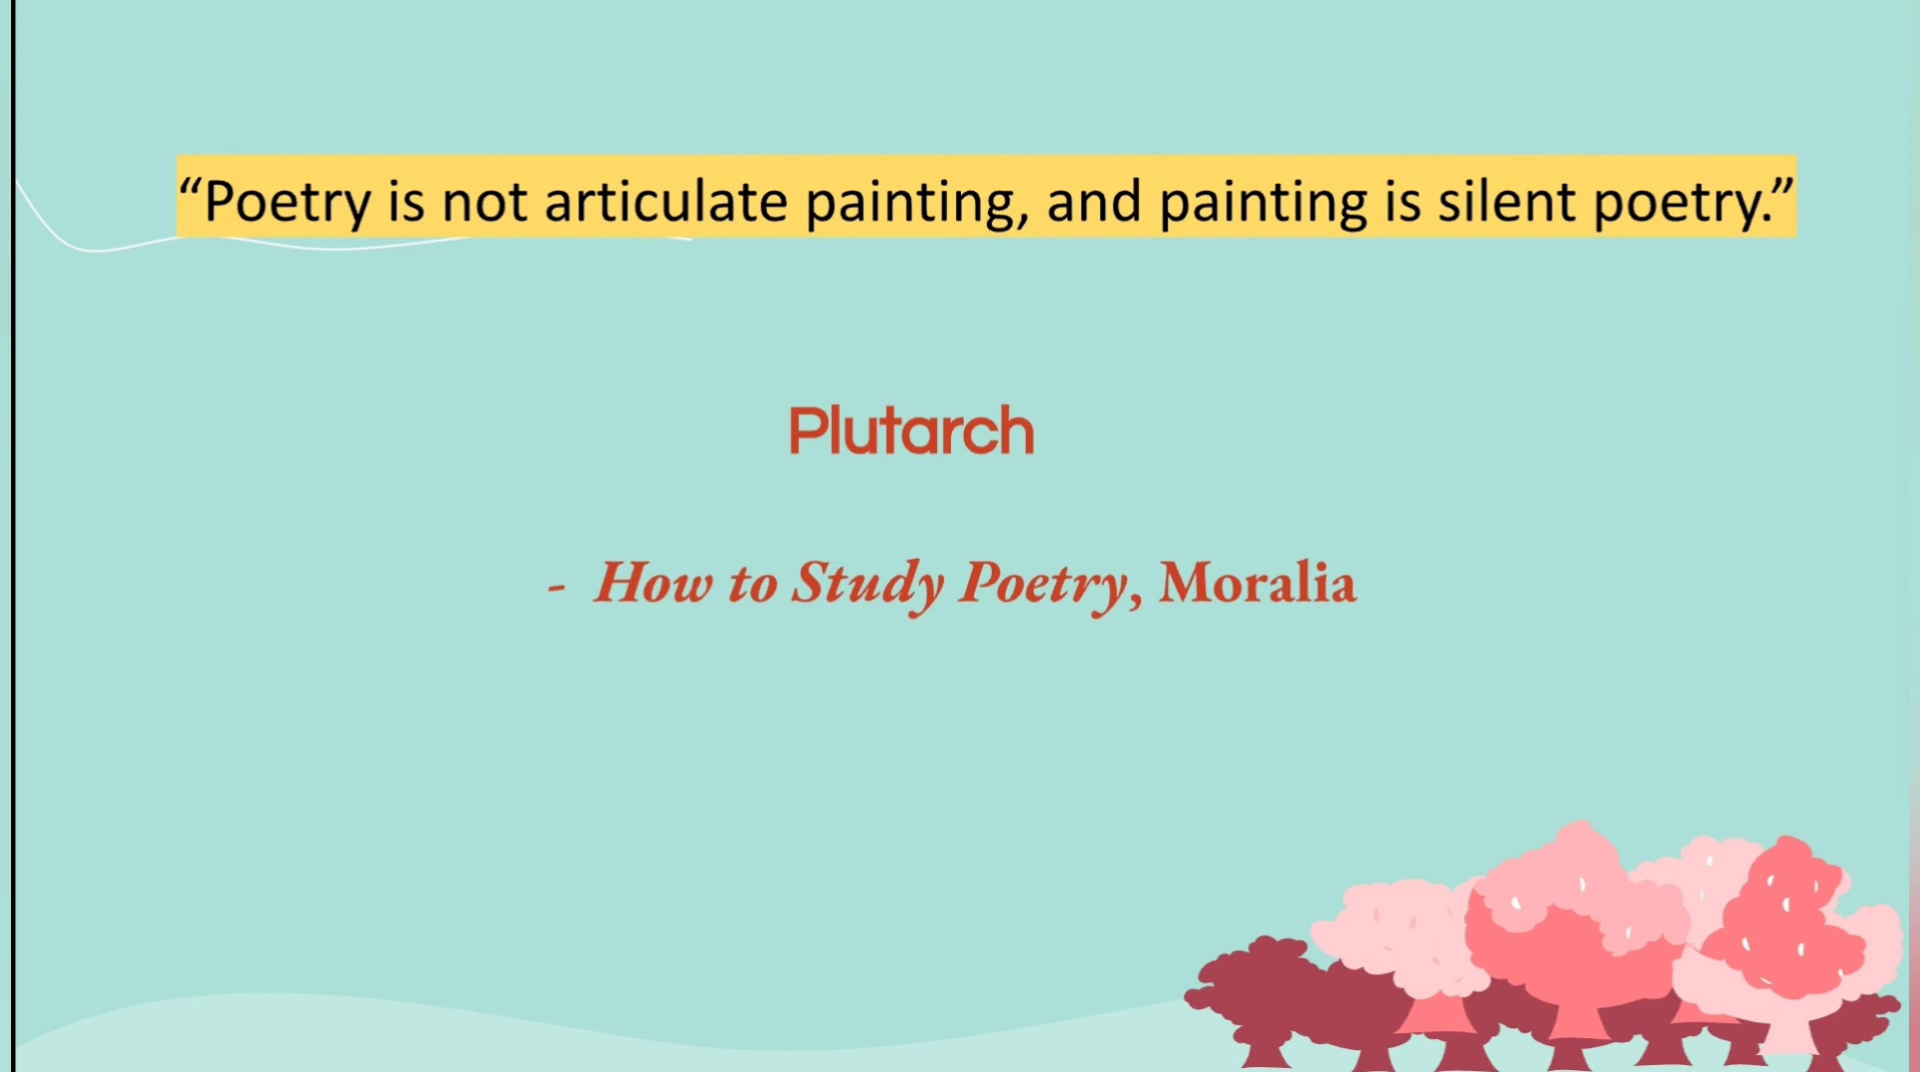 “Poetry is not articulate painting, and painting is silent poetry.”
Plutarch
- How to Study Poetry, Moralia